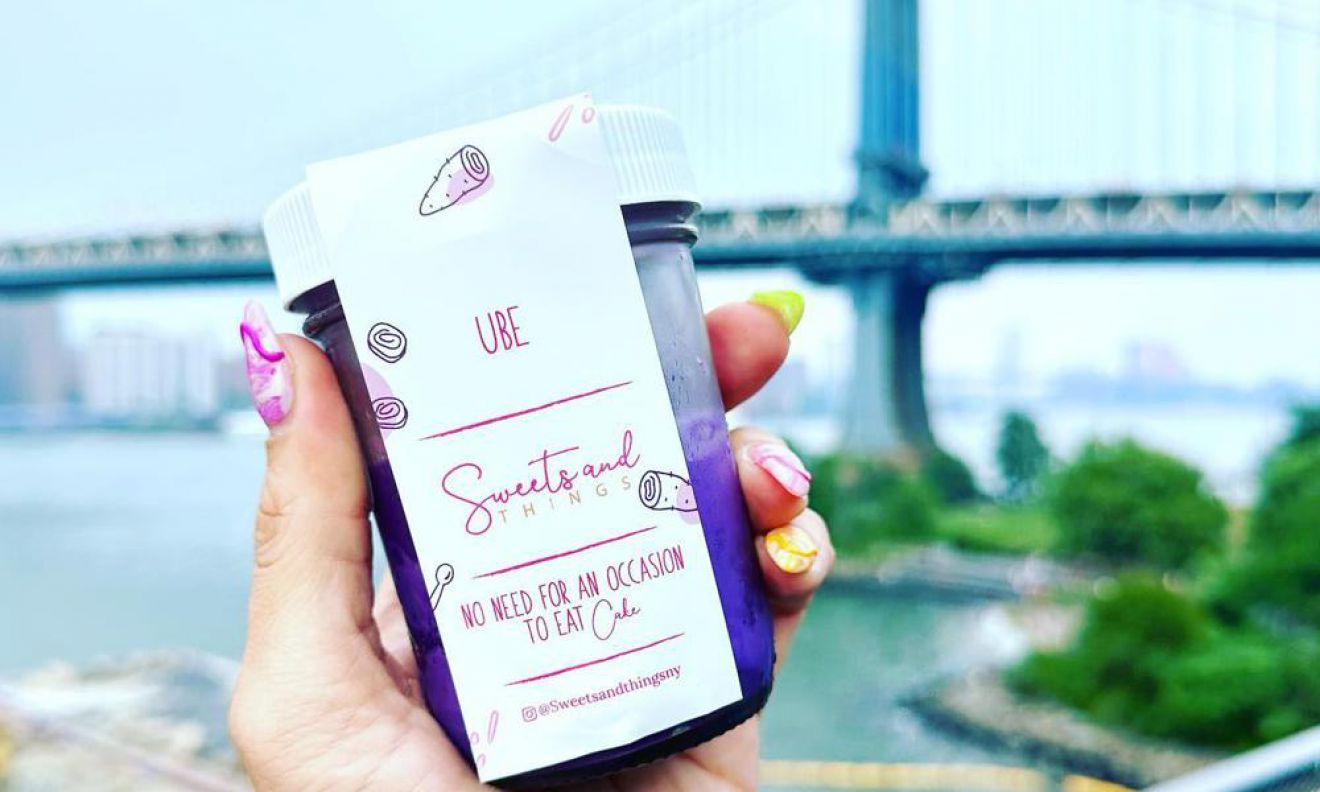 UBE
Sweets and
THINGS
NO NEED FOR AN OCCASION
TO EAT Cake
@Sweetsandthingsny